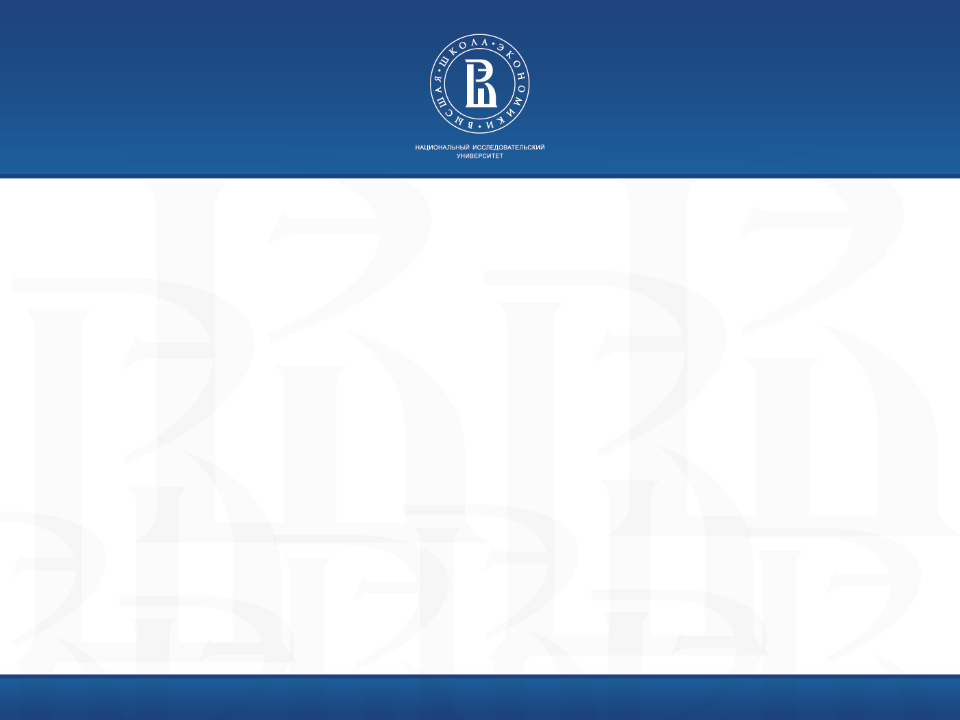 ВЫСШАЯ • ШКОЛА • ЭКОНОМИКИ •
НАЦИОНАЛЬНЫЙ ИССЛЕДОВАТЕЛЬСКИЙ
УНИВЕРСИТЕТ